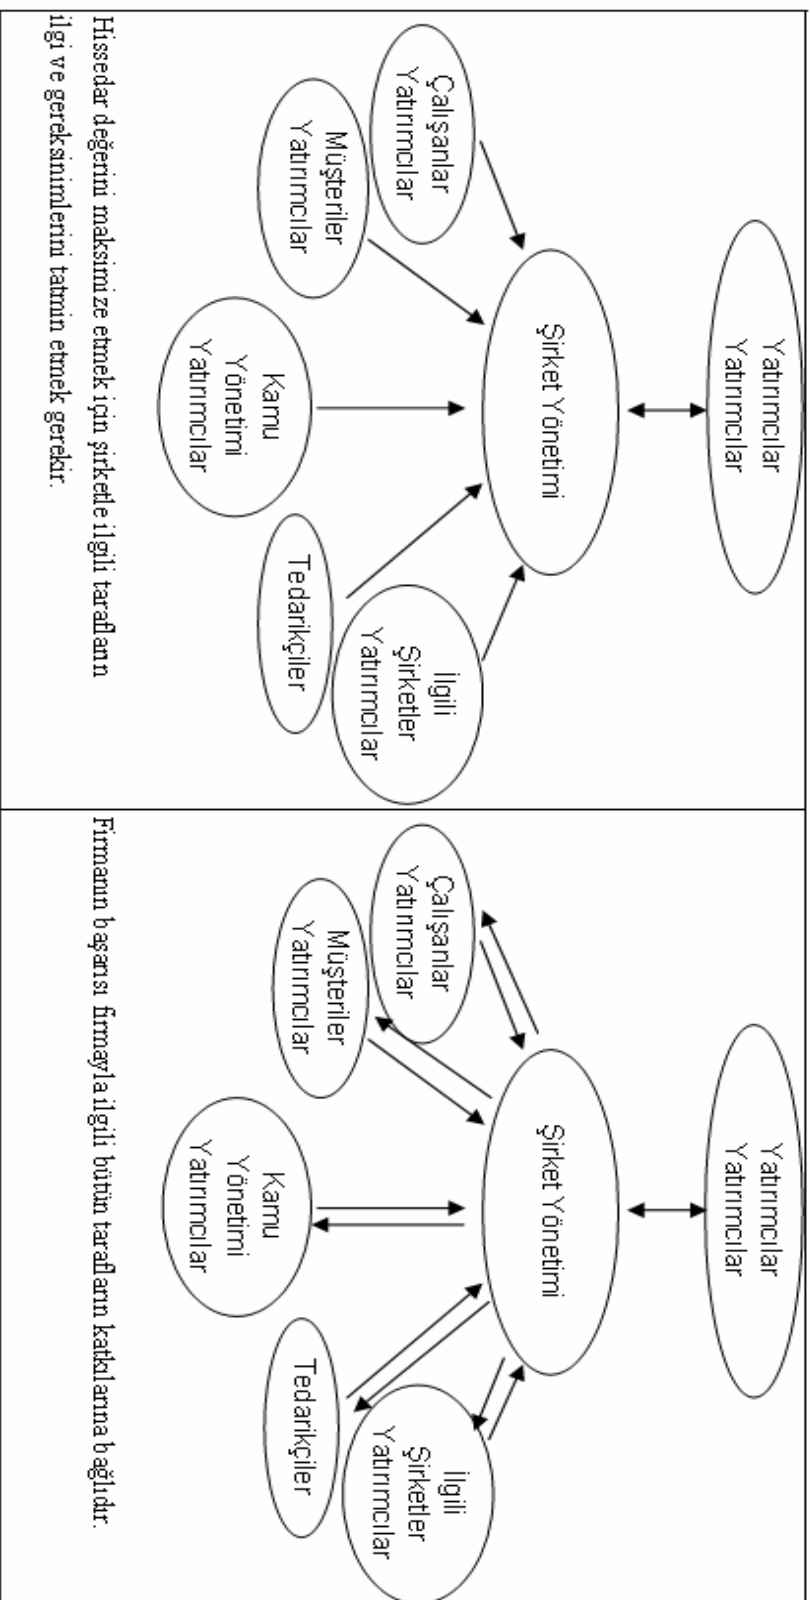 Yatırımcılar
Yatırımcılar
Şirket Yönetimi
Çalışanlar
Yatırımcılar
Müşteriler
Yatırımcılar
Kamu
Yönetimi
Yatırımcılar
Tedarikçiler
İlgili
Şirketler
Yatırımcılar
Hissedar değerini maksimize etmek için şirketle ilgili tarafların
ilgi ve gereksinimlerini tatmin etmek gerekir.
Yatırımcılar
Yatırımcılar
Şirket Yönetimi
Çalışanlar
Yatırımcılar
Müşteriler
Yatırımcılar
Kamu
Yönetimi
Yatırımcılar
Tedarikçiler
İlgili
Şirketler
Yatırımcılar
Firmanın başarısı firmayla ilgili bütün tarafların katkılarına bağlıdır.